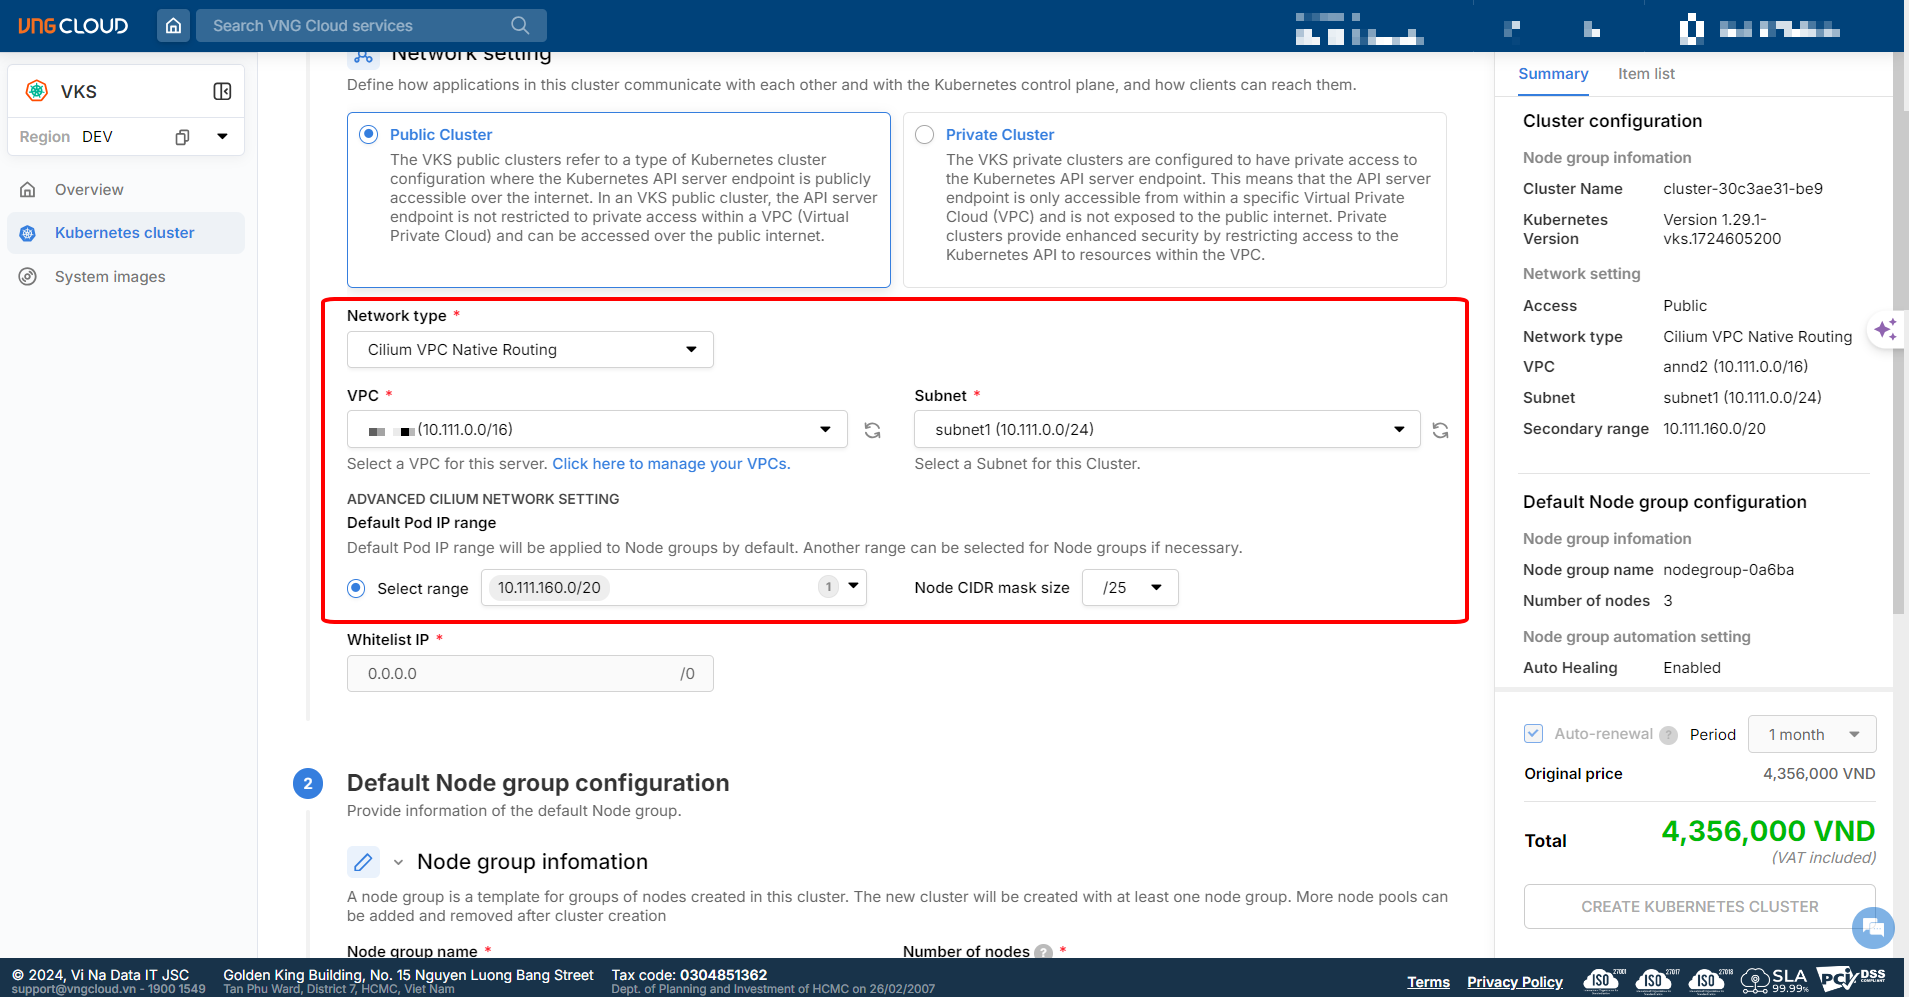 VNG CLOUD
Search VNG Cloud services
VKS
Region DEV
Overview
Kubernetes cluster
System images
Network setting
Define how applications in this cluster communicate with each other and with the Kubernetes control plane, and how clients can reach them.
Public Cluster
The VKS public clusters refer to a type of Kubernetes cluster
configuration where the Kubernetes API server endpoint is publicly
accessible over the internet. In an VKS public cluster, the API server
endpoint is not restricted to private access within a VPC (Virtual
Private Cloud) and can be accessed over the public internet.
Private Cluster
The VKS private clusters are configured to have private access to
the Kubernetes API server endpoint. This means that the API server
endpoint is only accessible from within a specific Virtual Private
Cloud (VPC) and is not exposed to the public internet. Private
clusters provide enhanced security by restricting access to the
Kubernetes API to resources within the VPC.
Network type *
Cilium VPC Native Routing
VPC *
(10.111.0.0/16)
Select a VPC for this server. Click here to manage your VPCs.
Subnet *
subnet1 (10.111.0.0/24)
Select a Subnet for this Cluster.
ADVANCED CILIUM NETWORK SETTING
Default Pod IP range
Default Pod IP range will be applied to Node groups by default. Another range can be selected for Node groups if necessary.
Select range 10.111.160.0/20 1
Node CIDR mask size /25
Whitelist IP *
0.0.0.0 /0
2 Default Node group configuration
Provide information of the default Node group.
Node group infomation
A node group is a template for groups of nodes created in this cluster. The new cluster will be created with at least one node group. More node pools can
be added and removed after cluster creation
Node group name *
Number of nodes ? *
Summary Item list
Cluster configuration
Node group infomation
Cluster Name cluster-30c3ae31-be9
Kubernetes Version Version 1.29.1-
vks.1724605200
Network setting
Access Public
Network type Cilium VPC Native Routing
VPC annd2 (10.111.0.0/16)
Subnet subnet1 (10.111.0.0/24)
Secondary range 10.111.160.0/20
Default Node group configuration
Node group infomation
Node group name nodegroup-0a6ba
Number of nodes 3
Node group automation setting
Auto Healing Enabled
Auto-renewal ? Period 1 month
Original price 4,356,000 VND
Total 4,356,000 VND
(VAT included)
CREATE KUBERNETES CLUSTER
© 2024, Vi Na Data IT JSC
support@vngcloud.vn - 1900 1549
Golden King Building, No. 15 Nguyen Luong Bang Street
Tan Phu Ward, District 7, HCMC, Viet Nam
Tax code: 0304851362
Dept. of Planning and Investment of HCMC on 26/02/2007
Terms Privacy Policy
ISO 27001
ISO 27017
ISO 27018
SLA
99.99%
PCI DSS
COMPLIANT